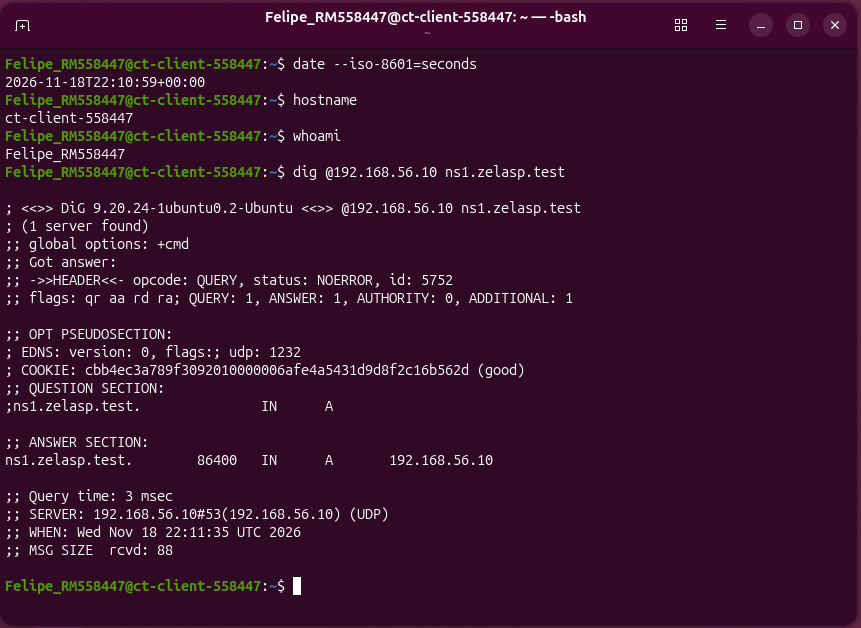 Felipe_RM558447@ct-client-558447: ~ — -bash
~
Felipe_RM558447@ct-client-558447:~$ date --iso-8601=seconds
2026-11-18T22:10:59+00:00
Felipe_RM558447@ct-client-558447:~$ hostname
ct-client-558447
Felipe_RM558447@ct-client-558447:~$ whoami
Felipe_RM558447
Felipe_RM558447@ct-client-558447:~$ dig @192.168.56.10 ns1.zelasp.test

; <<>> DiG 9.20.24-1ubuntu0.2-Ubuntu <<>> @192.168.56.10 ns1.zelasp.test
; (1 server found)
;; global options: +cmd
;; Got answer:
;; ->>HEADER<<- opcode: QUERY, status: NOERROR, id: 5752
;; flags: qr aa rd ra; QUERY: 1, ANSWER: 1, AUTHORITY: 0, ADDITIONAL: 1

;; OPT PSEUDOSECTION:
; EDNS: version: 0, flags:; udp: 1232
; COOKIE: cbb4ec3a789f3092010000006afe4a5431d9d8f2c16b562d (good)
;; QUESTION SECTION:
;ns1.zelasp.test.		IN	A

;; ANSWER SECTION:
ns1.zelasp.test.	86400	IN	A	192.168.56.10

;; Query time: 3 msec
;; SERVER: 192.168.56.10#53(192.168.56.10) (UDP)
;; WHEN: Wed Nov 18 22:11:35 UTC 2026
;; MSG SIZE  rcvd: 88

Felipe_RM558447@ct-client-558447:~$